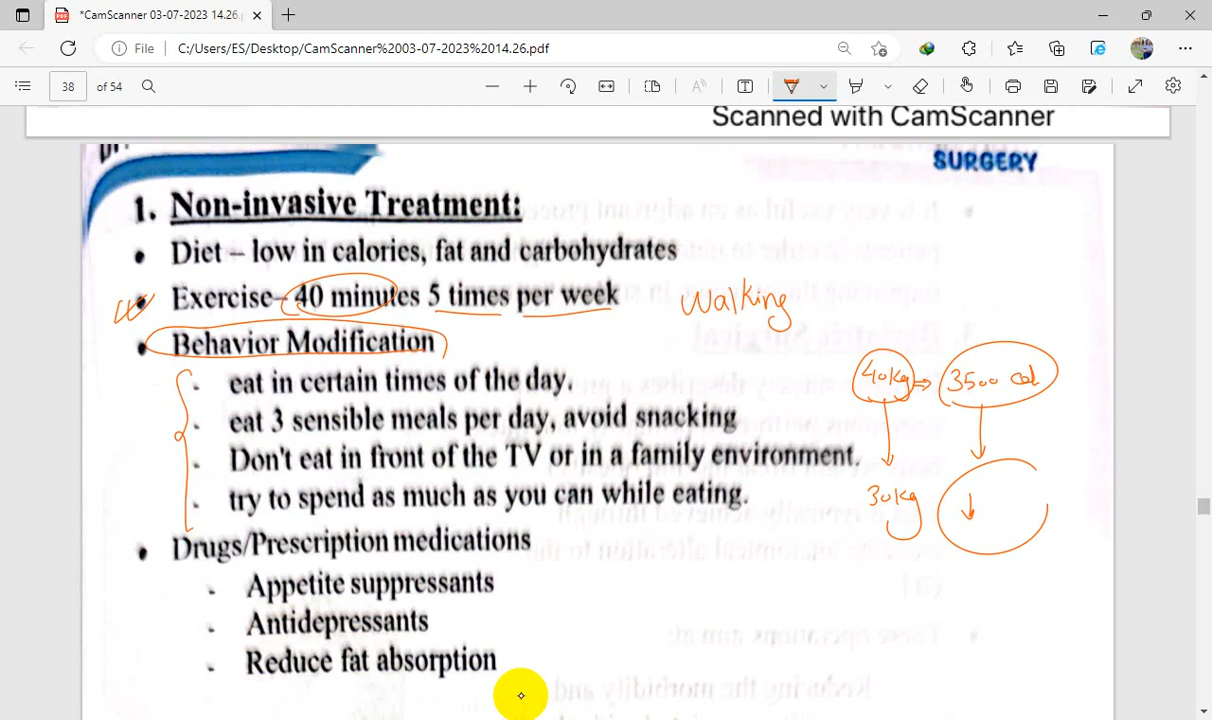 *CamScanner 03-07-2023 14.26.p
File
C:/Users/ES/Desktop/CamScanner%2003-07-2023%2014.26.pdf
38 of 54
Scanned with CamScanner
SURGERY
1. Non-invasive Treatment:
• Diet – low in calories, fat and carbohydrates
• Exercise– 40 minutes 5 times per week Walking
• Behavior Modification
- eat in certain times of the day.
40kg ⇒ 3500 cal
- eat 3 sensible meals per day, avoid snacking
- Don't eat in front of the TV or in a family environment.
- try to spend as much as you can while eating.
30kg ↓
• Drugs/Prescription medications
- Appetite suppressants
- Antidepressants
- Reduce fat absorption